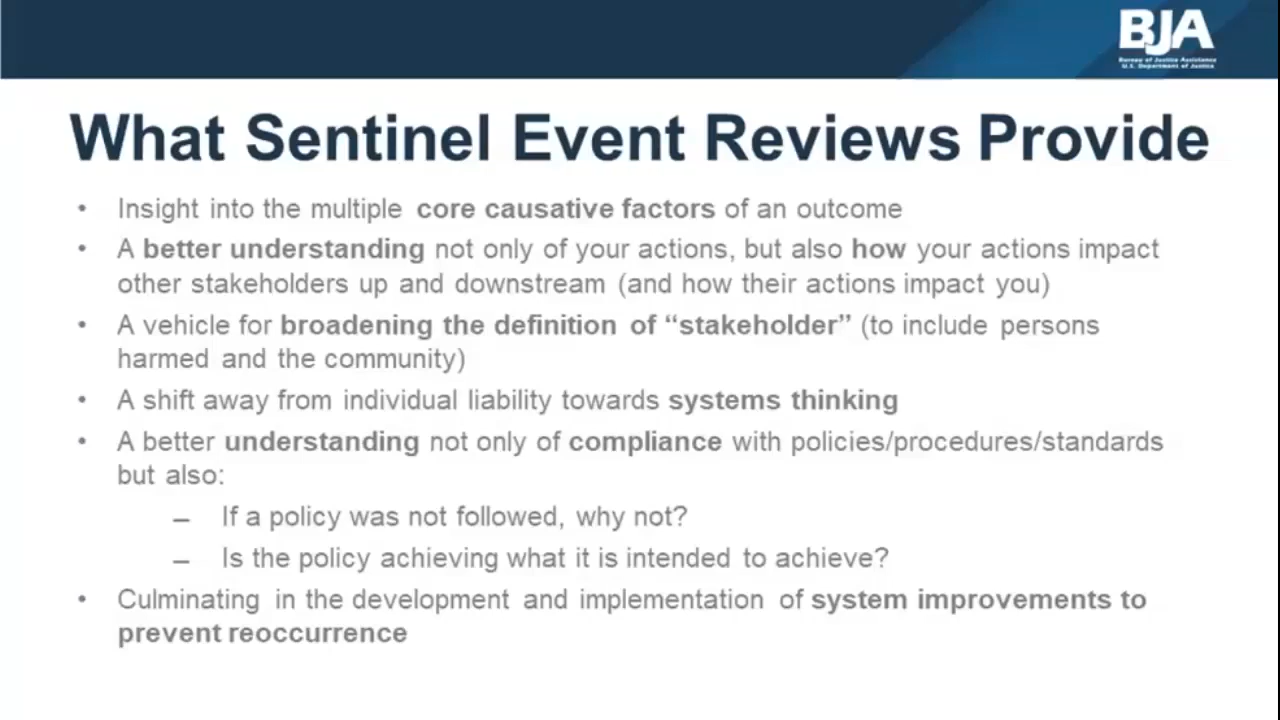 BJA
Bureau of Justice Assistance
U.S. Department of Justice
What Sentinel Event Reviews Provide
• Insight into the multiple core causative factors of an outcome
• A better understanding not only of your actions, but also how your actions impact
other stakeholders up and downstream (and how their actions impact you)
• A vehicle for broadening the definition of “stakeholder” (to include persons
harmed and the community)
• A shift away from individual liability towards systems thinking
• A better understanding not only of compliance with policies/procedures/standards
but also:
– If a policy was not followed, why not?
– Is the policy achieving what it is intended to achieve?
• Culminating in the development and implementation of system improvements to
prevent reoccurrence